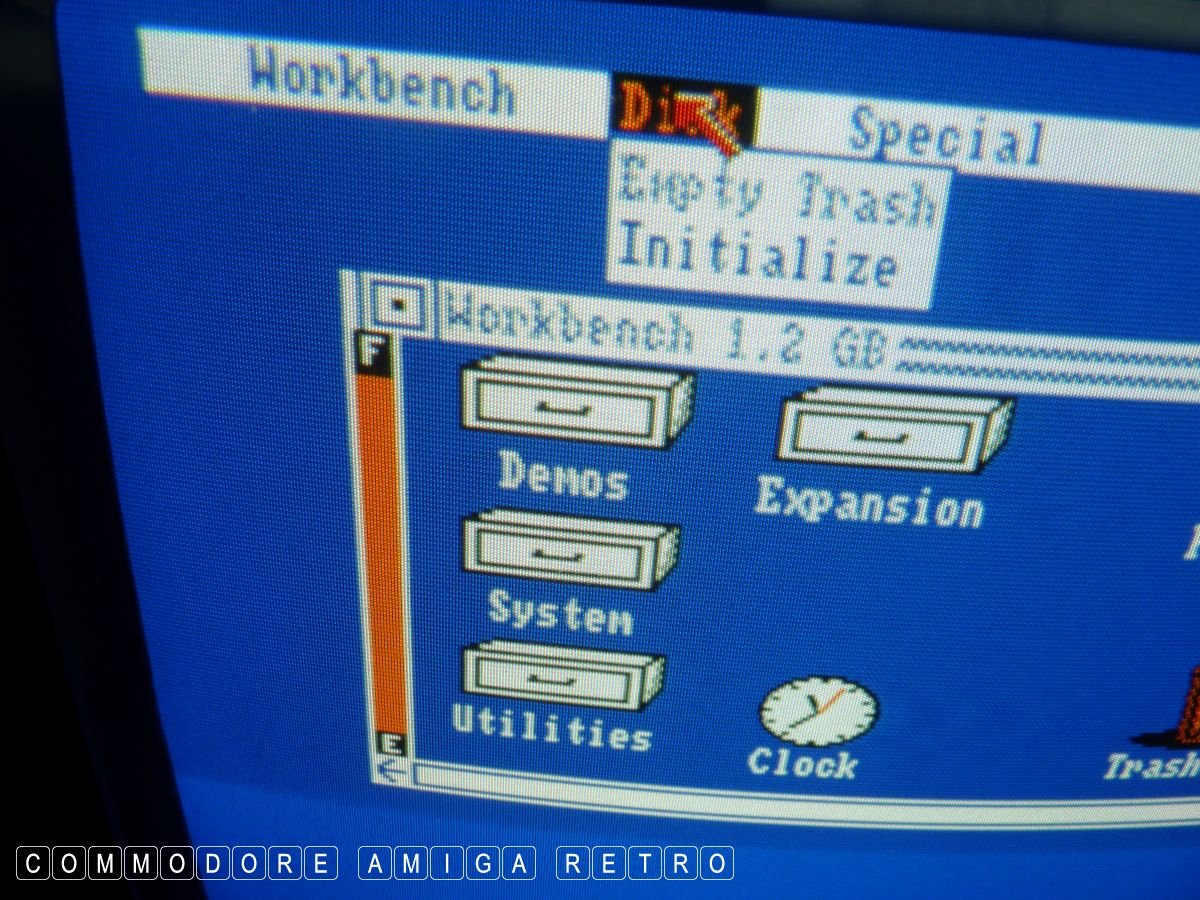 Workbench Disk Special
Empty Trash
Initialize
Workbench 1.2 GB
F
Demos
Expansion
System
Utilities
Clock
Trash
E
COMMODORE AMIGA RETRO